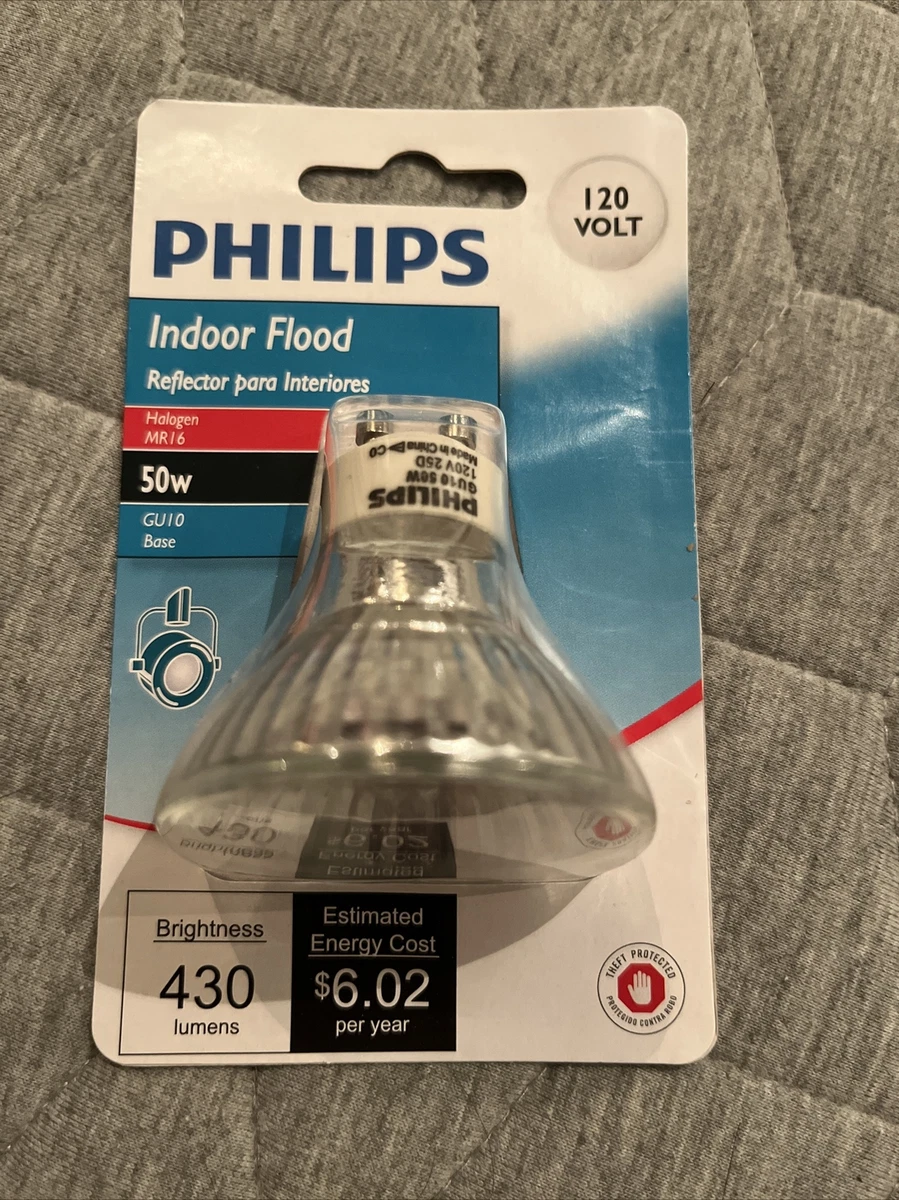 120
VOLT
PHILIPS
Indoor Flood
Reflector para Interiores
Halogen
MR16
50w
GU10
Base
PHILIPS
GU10 50W
120V 25D
Made in China C0
Brightness
430
lumens
Estimated
Energy Cost
$6.02
per year
THEFT PROTECTED
PROTEGIDO CONTRA ROBO